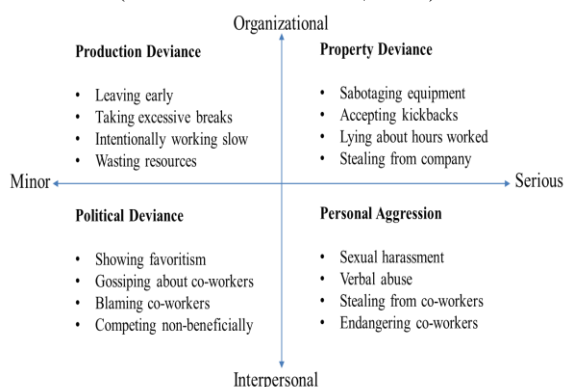 Organizational
Production Deviance
• Leaving early
• Taking excessive breaks
• Intentionally working slow
• Wasting resources
Property Deviance
• Sabotaging equipment
• Accepting kickbacks
• Lying about hours worked
• Stealing from company
Minor
Serious
Political Deviance
• Showing favoritism
• Gossiping about co-workers
• Blaming co-workers
• Competing non-beneficially
Personal Aggression
• Sexual harassment
• Verbal abuse
• Stealing from co-workers
• Endangering co-workers
Interpersonal